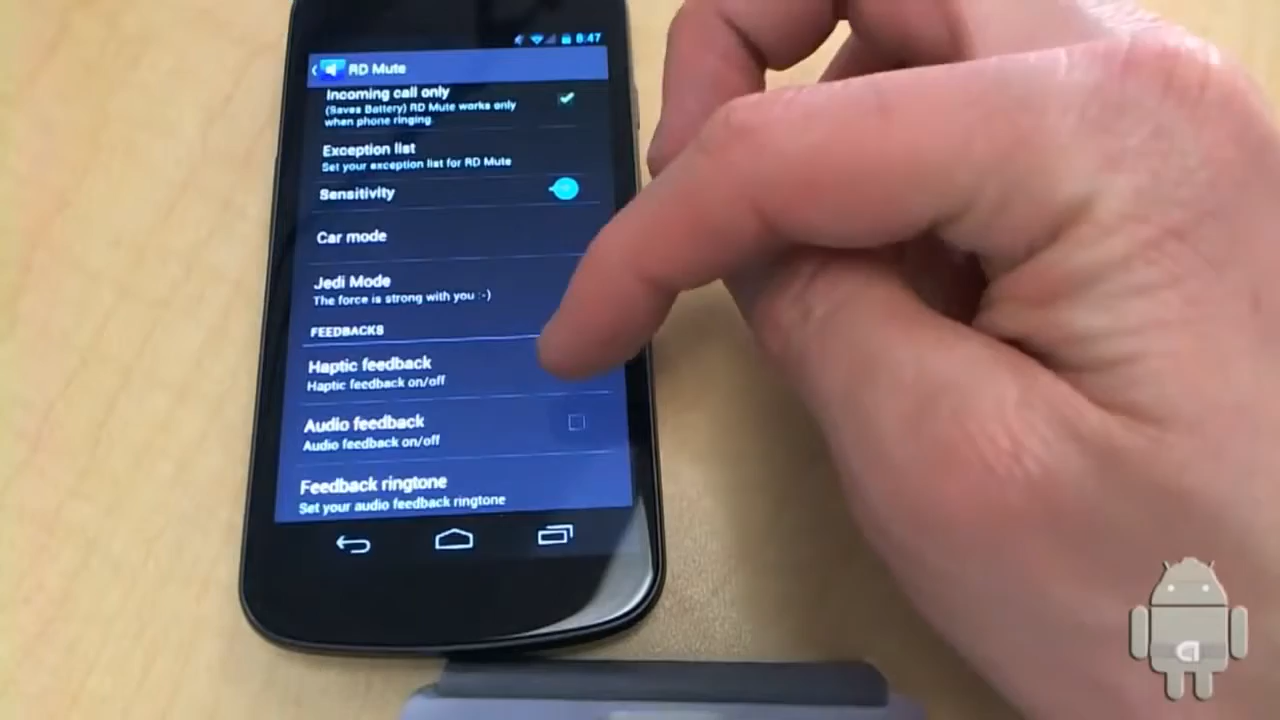 8:47
RD Mute
Incoming call only
(Saves Battery) RD Mute works only
when phone ringing.
Exception list
Set your exception list for RD Mute
Sensitivity
Car mode
Jedi Mode
The force is strong with you :-)
FEEDBACKS
Haptic feedback
Haptic feedback on/off
Audio feedback
Audio feedback on/off
Feedback ringtone
Set your audio feedback ringtone